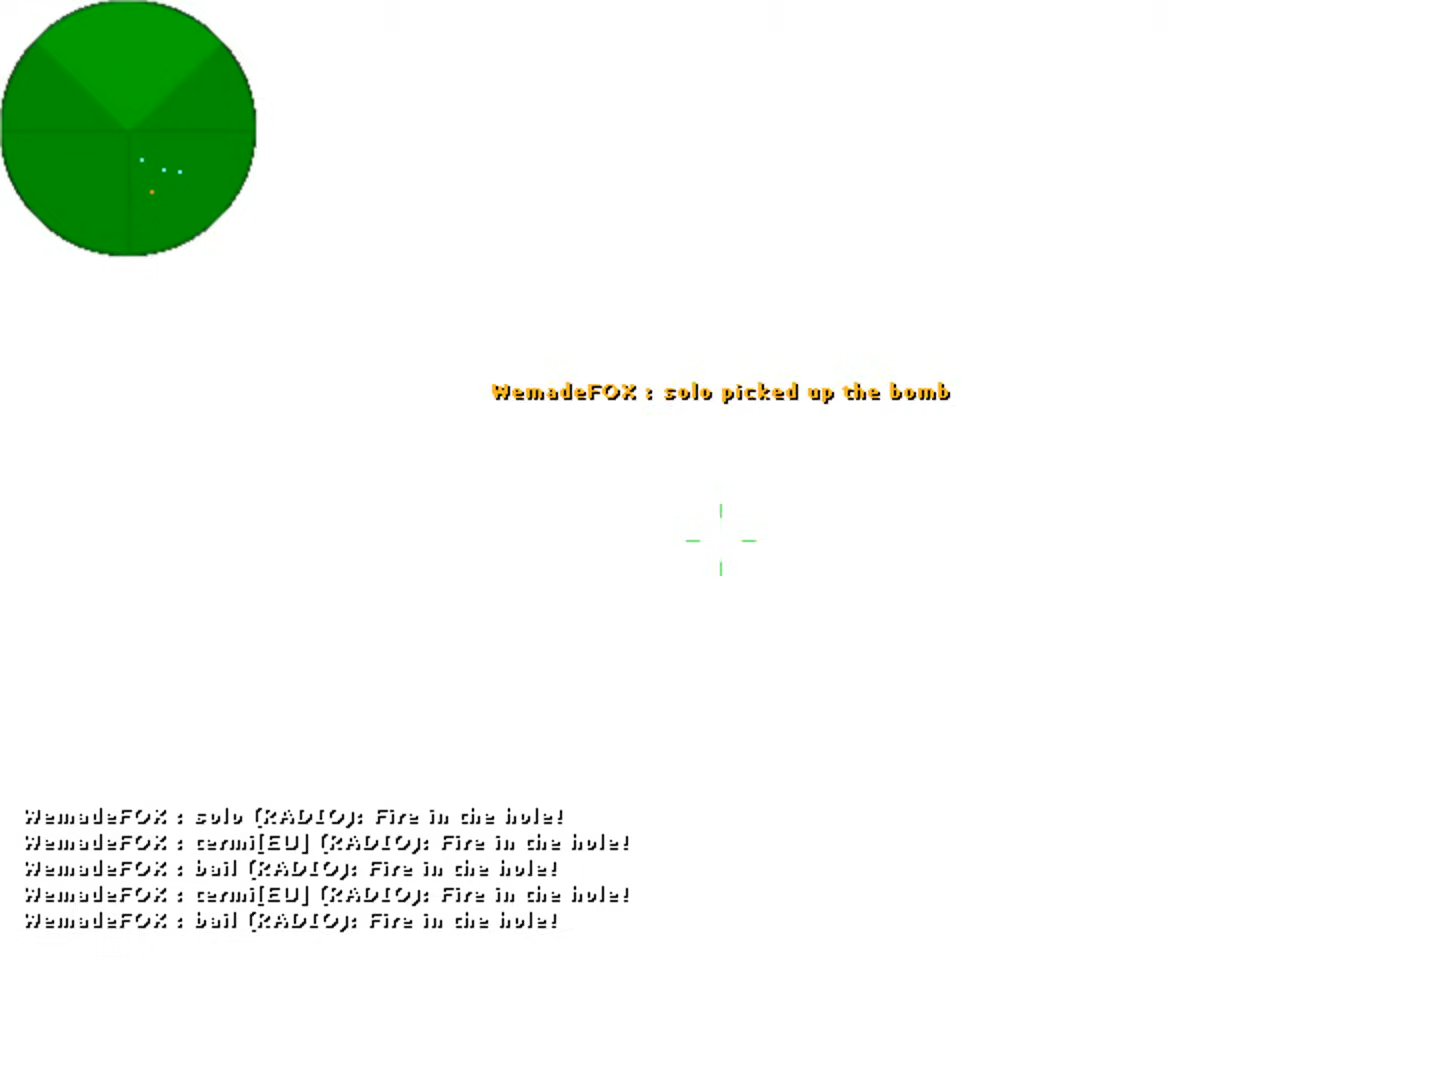 WemadeFOX : solo picked up the bomb
WemadeFOX : solo (RADIO): Fire in the hole!
WemadeFOX : termi[EU] (RADIO): Fire in the hole!
WemadeFOX : bail (RADIO): Fire in the hole!
WemadeFOX : termi[EU] (RADIO): Fire in the hole!
WemadeFOX : bail (RADIO): Fire in the hole!